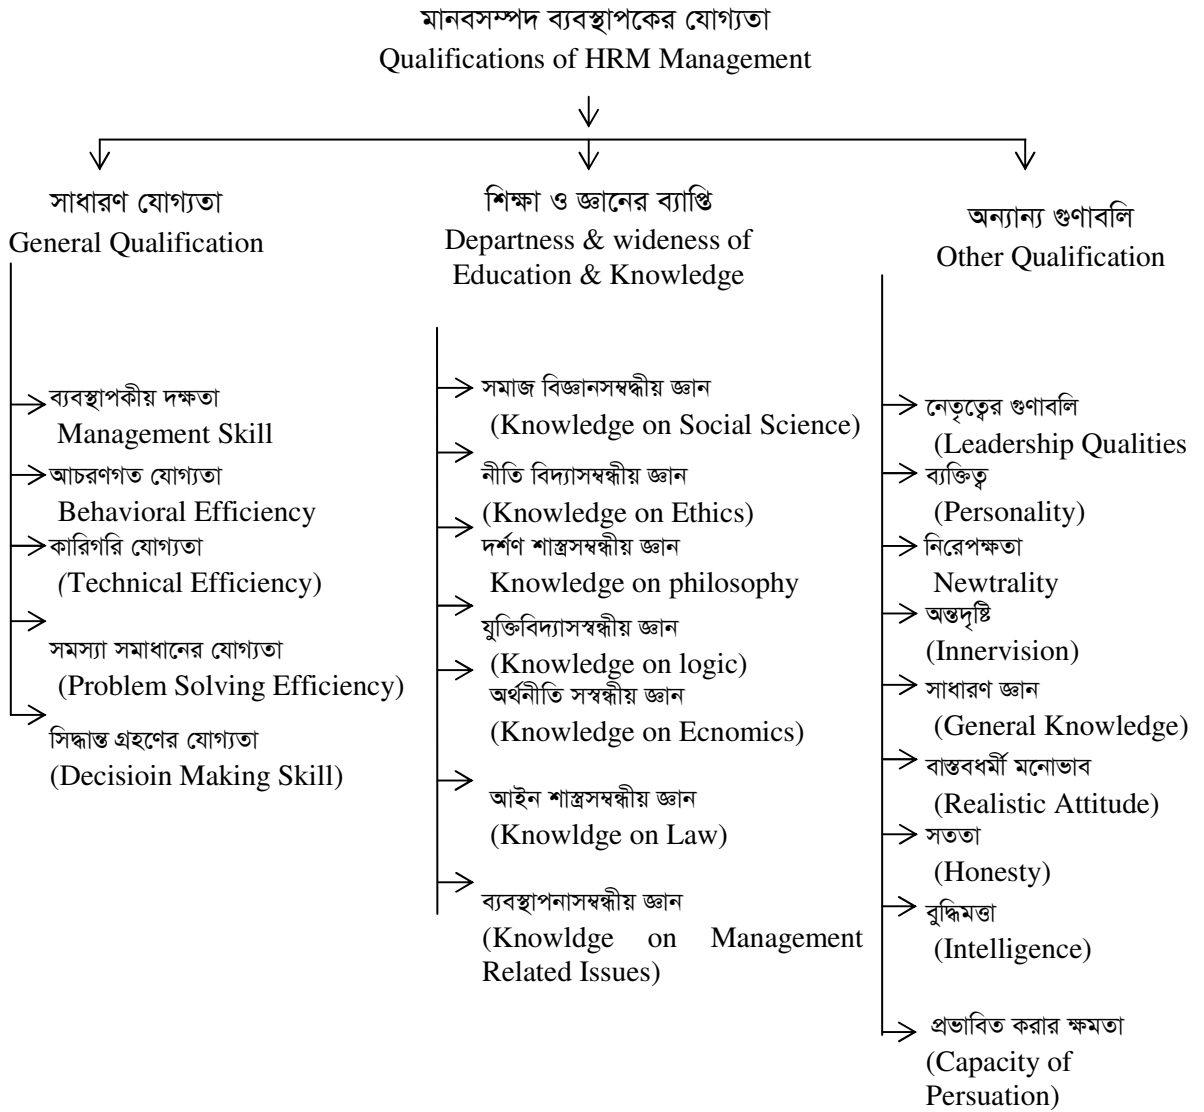 মানবসম্পদ ব্যবস্থাপকের যোগ্যতা
Qualifications of HRM Management
সাধারণ যোগ্যতা
General Qualification
ব্যবস্থাপকীয় দক্ষতা
Management Skill
আচরণগত যোগ্যতা
Behavioral Efficiency
কারিগরি যোগ্যতা
(Technical Efficiency)
সমস্যা সমাধানের যোগ্যতা
(Problem Solving Efficiency)
সিদ্ধান্ত গ্রহণের যোগ্যতা
(Decisioin Making Skill)
শিক্ষা ও জ্ঞানের ব্যাপ্তি
Departness & wideness of
Education & Knowledge
সমাজ বিজ্ঞানসম্বদ্ধীয় জ্ঞান
(Knowledge on Social Science)
নীতি বিদ্যাসম্বন্ধীয় জ্ঞান
(Knowledge on Ethics)
দর্শণ শাস্ত্রসম্বন্ধীয় জ্ঞান
Knowledge on philosophy
যুক্তিবিদ্যাসস্বন্ধীয় জ্ঞান
(Knowledge on logic)
অর্থনীতি সস্বন্ধীয় জ্ঞান
(Knowledge on Ecnomics)
আইন শাস্ত্রসম্বন্ধীয় জ্ঞান
(Knowldge on Law)
ব্যবস্থাপনাসম্বন্ধীয় জ্ঞান
(Knowldge on Management
Related Issues)
অন্যান্য গুণাবলি
Other Qualification
নেতৃত্বের গুণাবলি
(Leadership Qualities
ব্যক্তিত্ব
(Personality)
নিরেপক্ষতা
Newtrality
অন্তদৃষ্টি
(Innervision)
সাধারণ জ্ঞান
(General Knowledge)
বাস্তবধর্মী মনোভাব
(Realistic Attitude)
সততা
(Honesty)
বুদ্ধিমত্তা
(Intelligence)
প্রভাবিত করার ক্ষমতা
(Capacity of
Persuation)